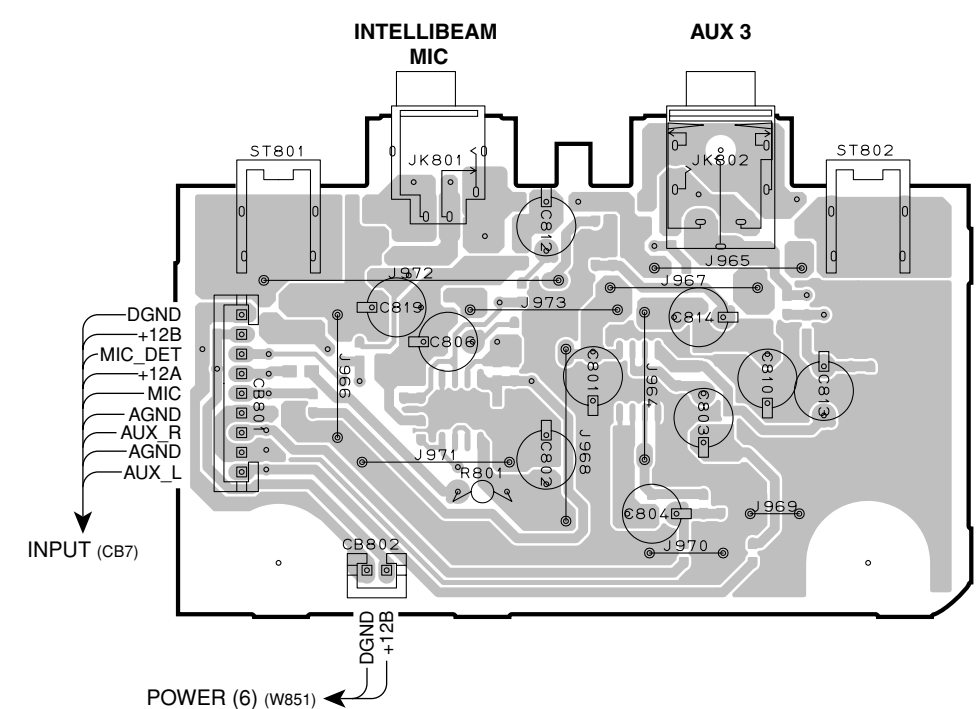 INTELLIBEAM
MIC
AUX 3
ST801
JK801
JK802
ST802
C812
J965
J972
J967
C819
J973
C814
DGND
+12B
MIC_DET
+12A
MIC
AGND
AUX_R
AGND
AUX_L
C806
J966
CB801
C801
J964
C810
C813
C803
J968
C802
J971
R801
C804
J969
INPUT (CB7)
CB802
J970
DGND
+12B
POWER (6) (W851)